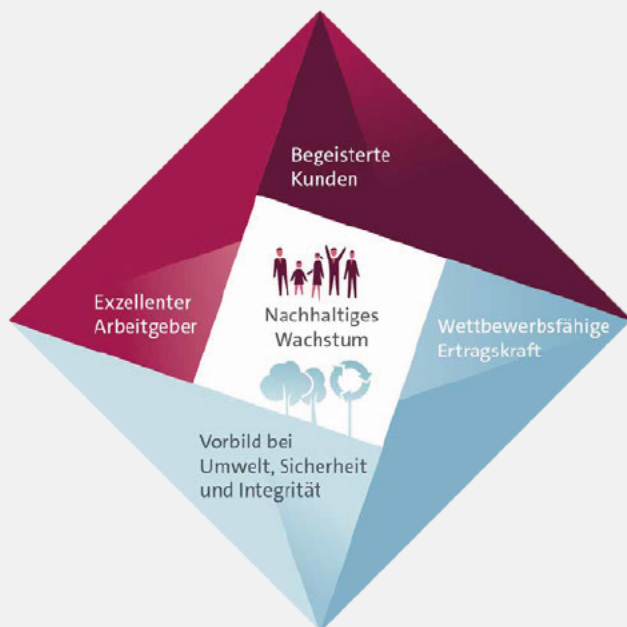 Begeisterte
Kunden
Exzellenter
Arbeitgeber
Nachhaltiges
Wachstum
Wettbewerbsfähige
Ertragskraft
Vorbild bei
Umwelt, Sicherheit
und Integrität